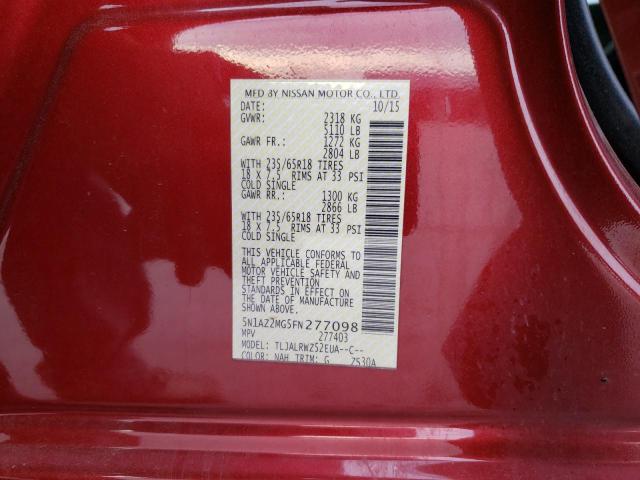 MFD BY NISSAN MOTOR CO., LTD.
DATE: 10/15
GVWR: 2318 KG
5110 LB
GAWR FR.: 1272 KG
2804 LB
WITH 235/65R18 TIRES
18 X 7.5 RIMS AT 33 PSI
COLD SINGLE
GAWR RR.: 1300 KG
2866 LB
WITH 235/65R18 TIRES
18 X 7.5 RIMS AT 33 PSI
COLD SINGLE
THIS VEHICLE CONFORMS TO
ALL APPLICABLE FEDERAL
MOTOR VEHICLE SAFETY AND
THEFT PREVENTION
STANDARDS IN EFFECT ON
THE DATE OF MANUFACTURE
SHOWN ABOVE.
5N1AZ2MG5FN277098
MPV 277403
MODEL: TLJALRWZ52EUA--C--
COLOR: NAH TRIM: G Z530A